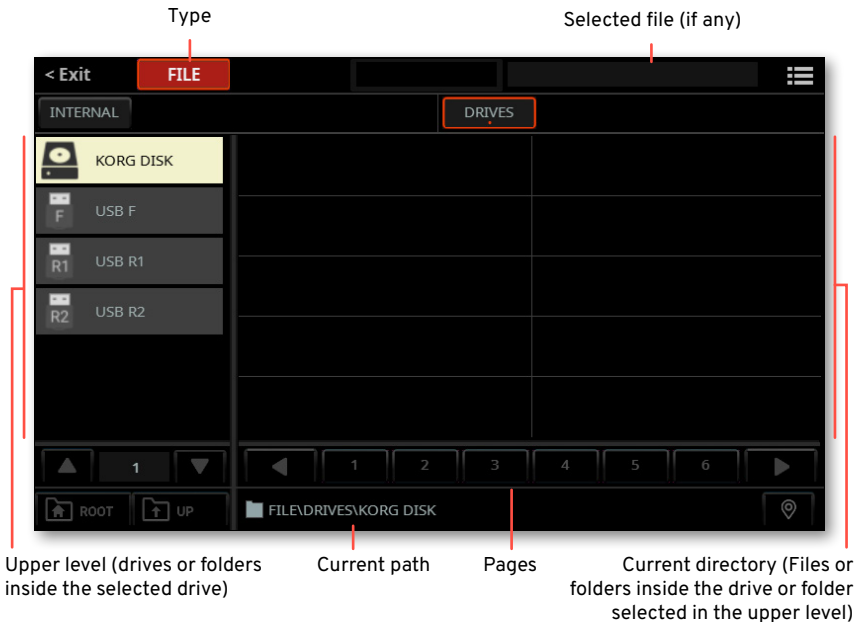 Type
Selected file (if any)
< Exit
FILE
INTERNAL
DRIVES
KORG DISK
F
USB F
R1
USB R1
R2
USB R2
1
1
2
3
4
5
6
ROOT
UP
FILE\DRIVES\KORG DISK
Upper level (drives or folders
inside the selected drive)
Current path
Pages
Current directory (Files or
folders inside the drive or folder
selected in the upper level)